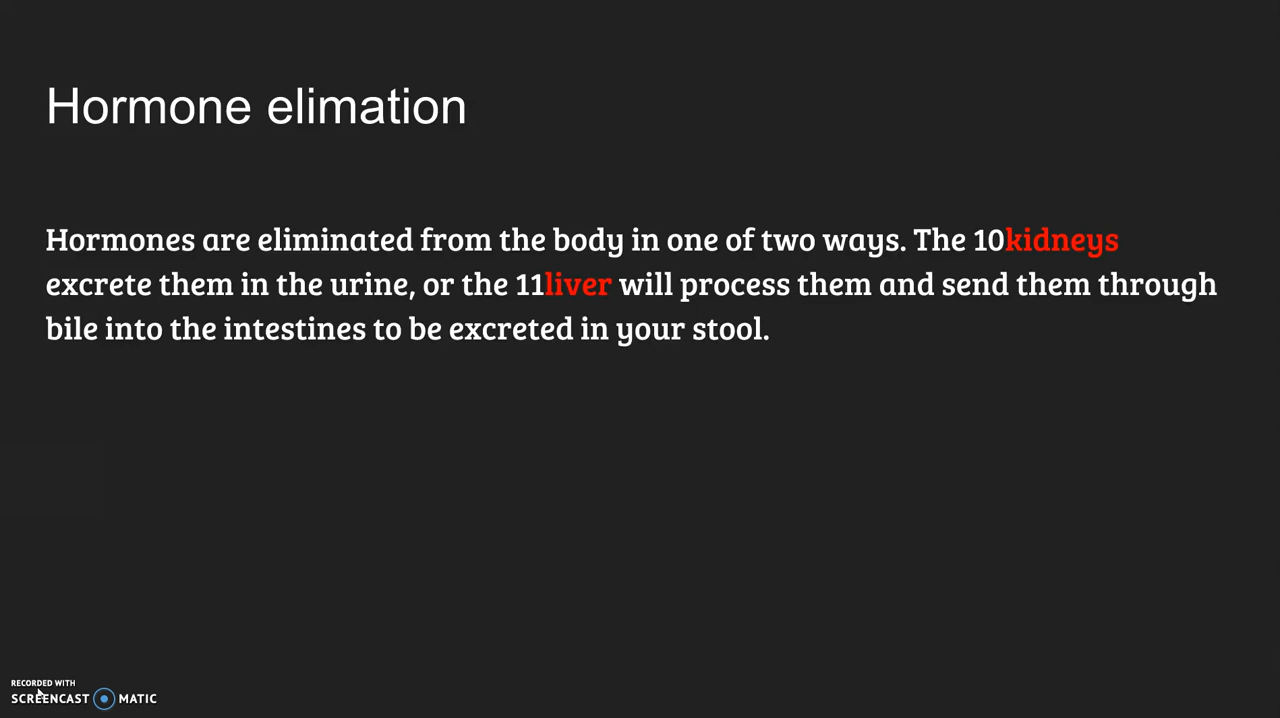 Hormone elimation
Hormones are eliminated from the body in one of two ways. The 10kidneys
excrete them in the urine, or the 11liver will process them and send them through
bile into the intestines to be excreted in your stool.
RECORDED WITH
SCREENCAST MATIC